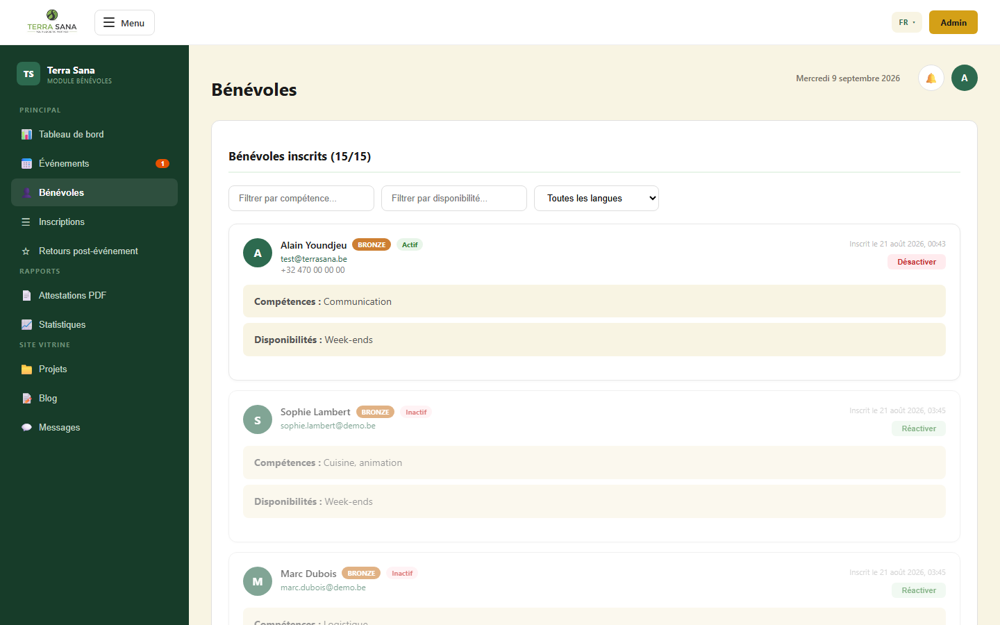 TERRA SANA
Menu
FR
Admin
TS
Terra Sana
MODULE BÉNÉVOLES
PRINCIPAL
Tableau de bord
Événements
1
Bénévoles
Inscriptions
Retours post-événement
RAPPORTS
Attestations PDF
Statistiques
SITE VITRINE
Projets
Blog
Messages
Bénévoles
Mercredi 9 septembre 2026
A
Bénévoles inscrits (15/15)
Filtrer par compétence...
Filtrer par disponibilité...
Toutes les langues
A
Alain Youndjeu
BRONZE
Actif
Inscrit le 21 août 2026, 00:43
test@terrasana.be
+32 470 00 00 00
Désactiver
Compétences : Communication
Disponibilités : Week-ends
S
Sophie Lambert
BRONZE
Inactif
Inscrit le 21 août 2026, 03:45
sophie.lambert@demo.be
Réactiver
Compétences : Cuisine, animation
Disponibilités : Week-ends
M
Marc Dubois
BRONZE
Inactif
Inscrit le 21 août 2026, 03:45
marc.dubois@demo.be
Réactiver
Compétences : Logistique